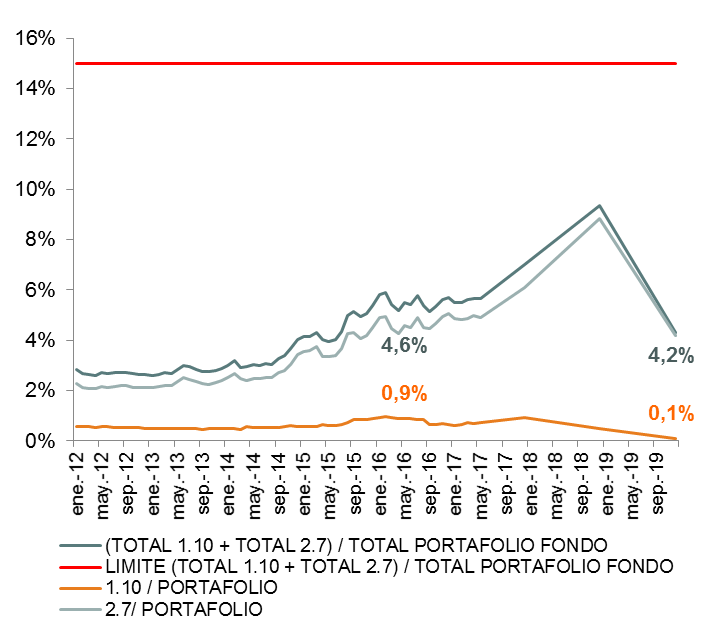 16%
15%
14%
12%
10%
8%
6%
4%
2%
0%
4,6%
4,2%
0,9%
0,1%
ene.- 12
may.- 12
sep.- 12
ene.- 13
may.- 13
sep.- 13
ene.- 14
may.- 14
sep.- 14
ene.- 15
may.- 15
sep.- 15
ene.- 16
may.- 16
sep.- 16
ene.- 17
may.- 17
sep.- 17
ene.- 18
may.- 18
sep.- 18
ene.- 19
may.- 19
sep.- 19
(TOTAL 1.10 + TOTAL 2.7) / TOTAL PORTAFOLIO FONDO
LIMITE (TOTAL 1.10 + TOTAL 2.7) / TOTAL PORTAFOLIO FONDO
1.10 / PORTAFOLIO
2.7/ PORTAFOLIO